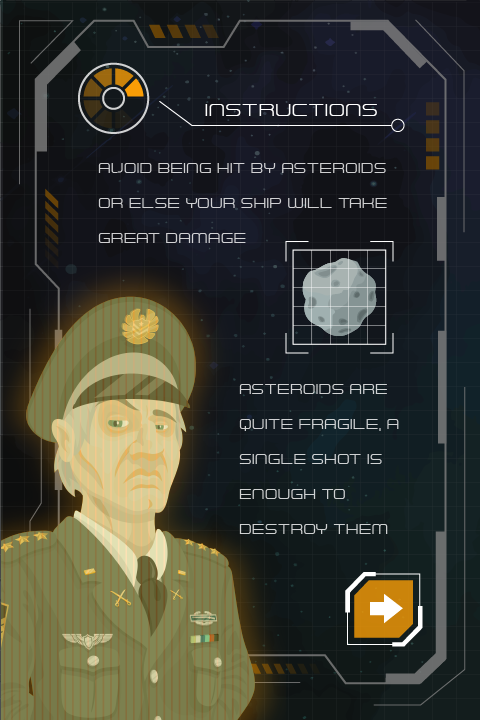 INSTRUCTIONS
AVOID BEING HIT BY ASTEROIDS
OR ELSE YOUR SHIP WILL TAKE
GREAT DAMAGE
ASTEROIDS ARE
QUITE FRAGILE, A
SINGLE SHOT IS
ENOUGH TO
DESTROY THEM